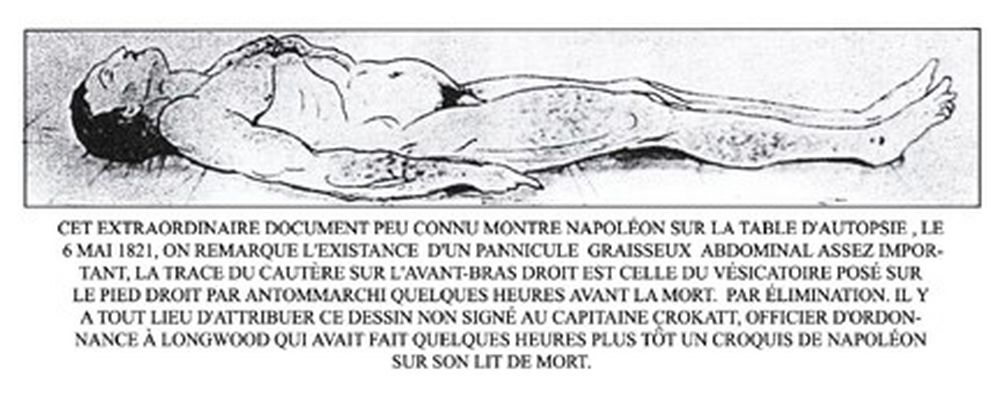 CET EXTRAORDINAIRE DOCUMENT PEU CONNU MONTRE NAPOLÉON SUR LA TABLE D'AUTOPSIE , LE
6 MAI 1821, ON REMARQUE L'EXISTANCE D'UN PANNICULE GRAISSEUX ABDOMINAL ASSEZ IMPOR-
TANT, LA TRACE DU CAUTÈRE SUR L'AVANT-BRAS DROIT EST CELLE DU VÉSICATOIRE POSÉ SUR
LE PIED DROIT PAR ANTOMMARCHI QUELQUES HEURES AVANT LA MORT. PAR ÉLIMINATION. IL Y
A TOUT LIEU D'ATTRIBUER CE DESSIN NON SIGNÉ AU CAPITAINE CROKATT, OFFICIER D'ORDON-
NANCE À LONGWOOD QUI AVAIT FAIT QUELQUES HEURES PLUS TÔT UN CROQUIS DE NAPOLÉON
SUR SON LIT DE MORT.